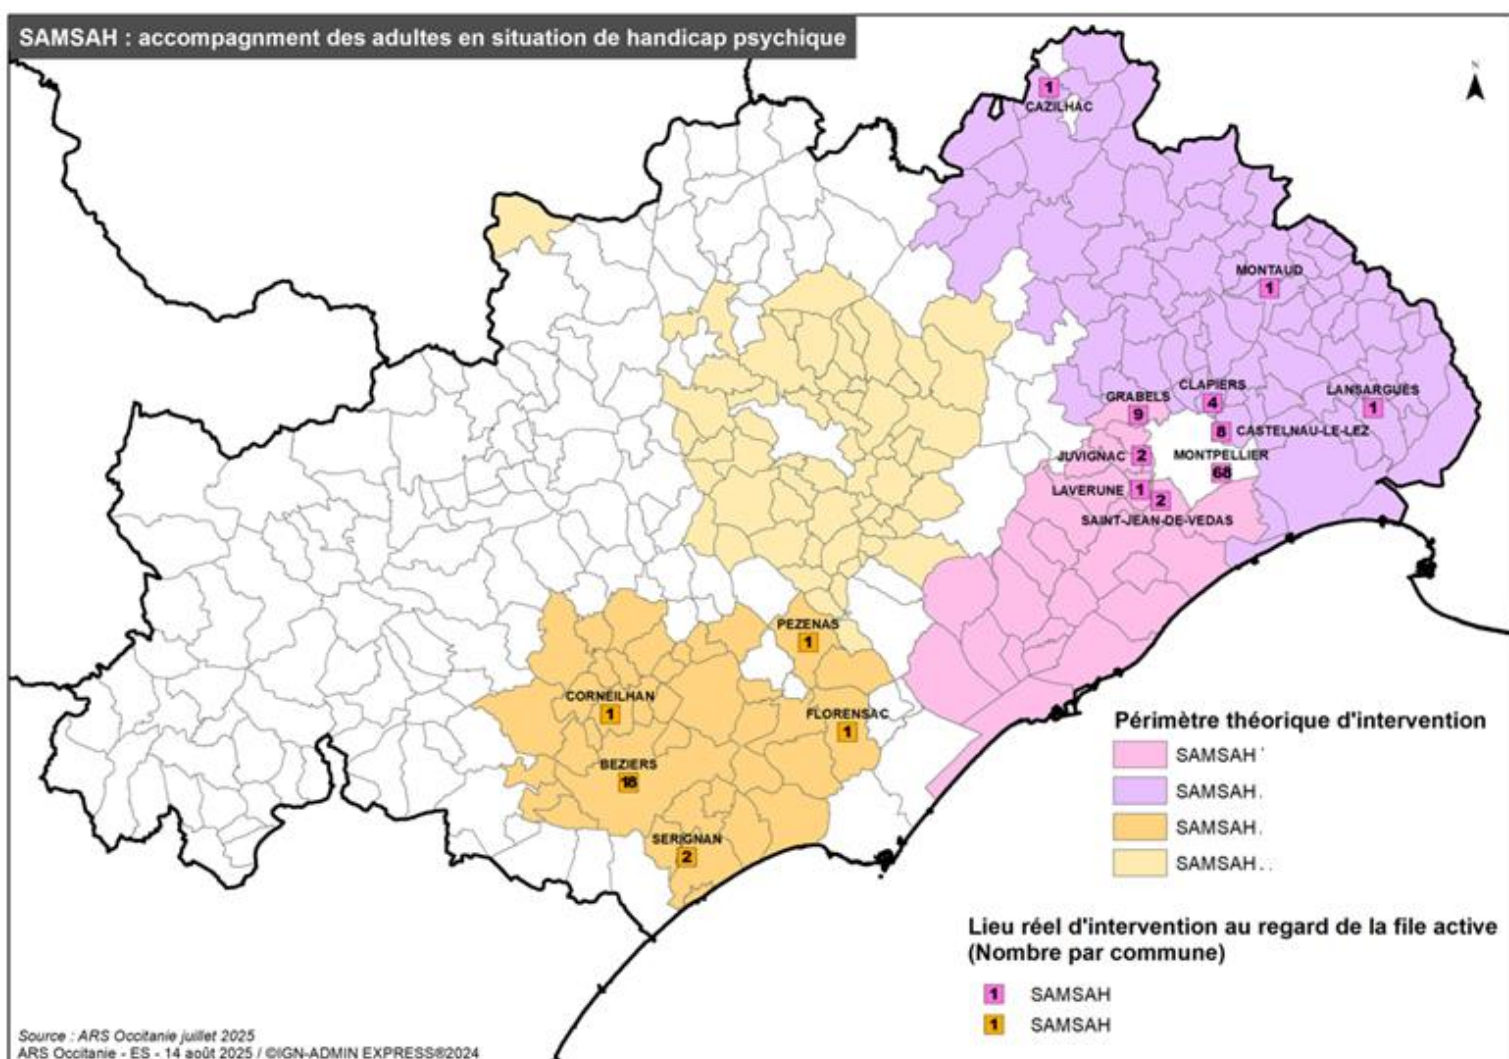 SAMSAH : accompagnment des adultes en situation de handicap psychique
N
1
CAZILHAC
MONTAUD
1
CLAPIERS
4
GRABELS
9
LANSARGUES
1
8 CASTELNAU-LE-LEZ
JUVIGNAC 2
MONTPELLIER
68
LAVERUNE 1
2
SAINT-JEAN-DE-VEDAS
PEZENAS
1
CORNEILHAN
1
FLORENSAC
1
BEZIERS
18
SERIGNAN
2
Périmètre théorique d'intervention
SAMSAH
SAMSAH
SAMSAH
SAMSAH
Lieu réel d'intervention au regard de la file active
(Nombre par commune)
1 SAMSAH
1 SAMSAH
Source : ARS Occitanie juillet 2025
ARS Occitanie - ES - 14 août 2025 / ©IGN-ADMIN EXPRESS®2024